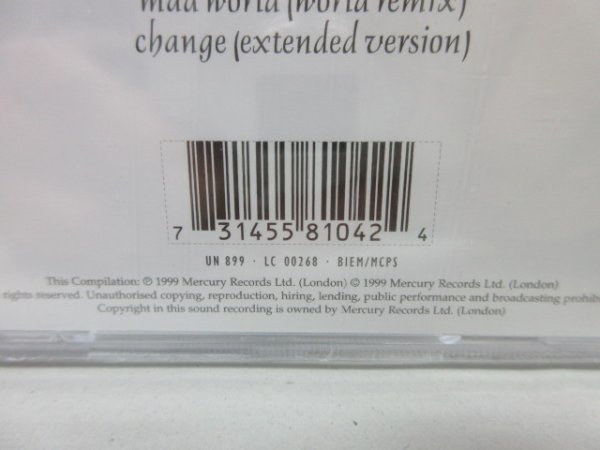 mad world (world remix)
change (extended version)
7 31455 81042 4
UN 899 · LC 00268 · BIEM/MCPS
This Compilation: ℗ 1999 Mercury Records Ltd. (London) © 1999 Mercury Records Ltd. (London)
rights reserved. Unauthorised copying, reproduction, hiring, lending, public performance and broadcasting prohib
Copyright in this sound recording is owned by Mercury Records Ltd. (London)